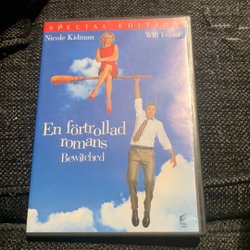 SPECIAL EDITION
Nicole Kidman Will Ferrell
En förtrollad
romans
Bewitched